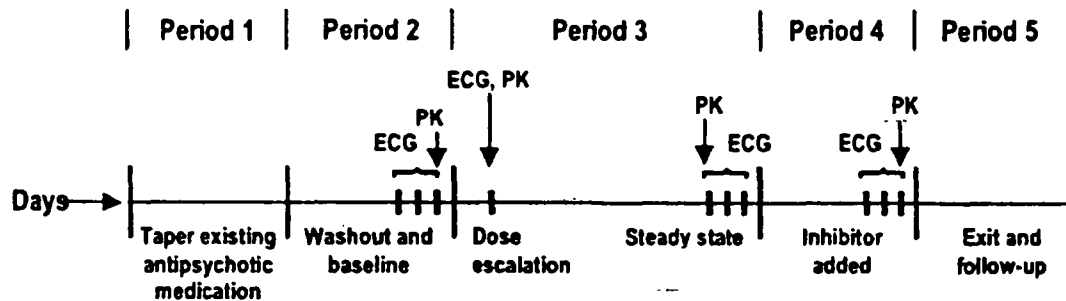 Period 1 Period 2 Period 3 Period 4 Period 5
ECG, PK
PK PK PK
ECG ECG ECG
Days
Taper existing antipsychotic medication
Washout and baseline
Dose escalation
Steady state
Inhibitor added
Exit and follow-up